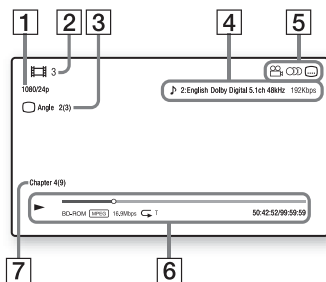 1 2 3 4 5
3
1080/24p
2:English Dolby Digital 5.1ch 48kHz 192Kbps
Angle 2(3)
Chapter 4(9)
BD-ROM MPEG 16.9Mbps T 50:42:52/99:59:59
7 6